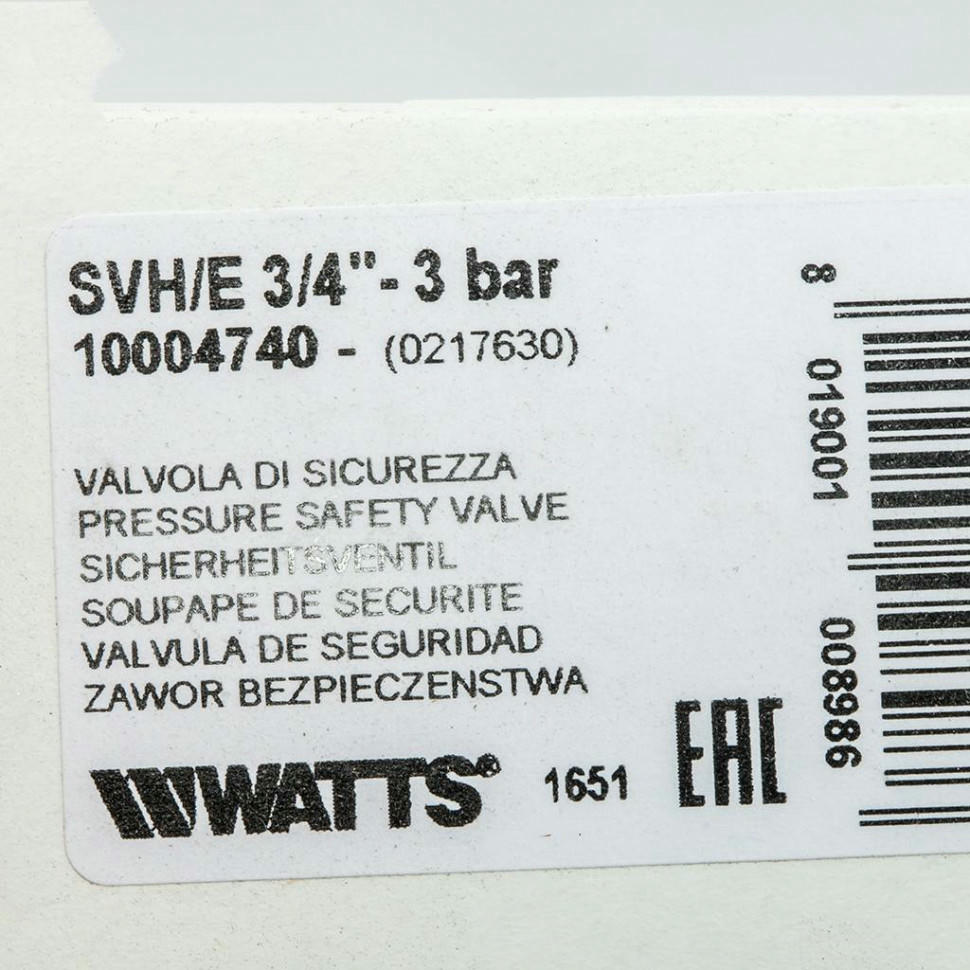 SVH/E 3/4"- 3 bar
10004740 - (0217630)
VALVOLA DI SICUREZZA
PRESSURE SAFETY VALVE
SICHERHEITSVENTIL
SOUPAPE DE SECURITE
VALVULA DE SEGURIDAD
ZAWOR BEZPIECZENSTWA
WATTS® 1651 EAC
8 019001 008986